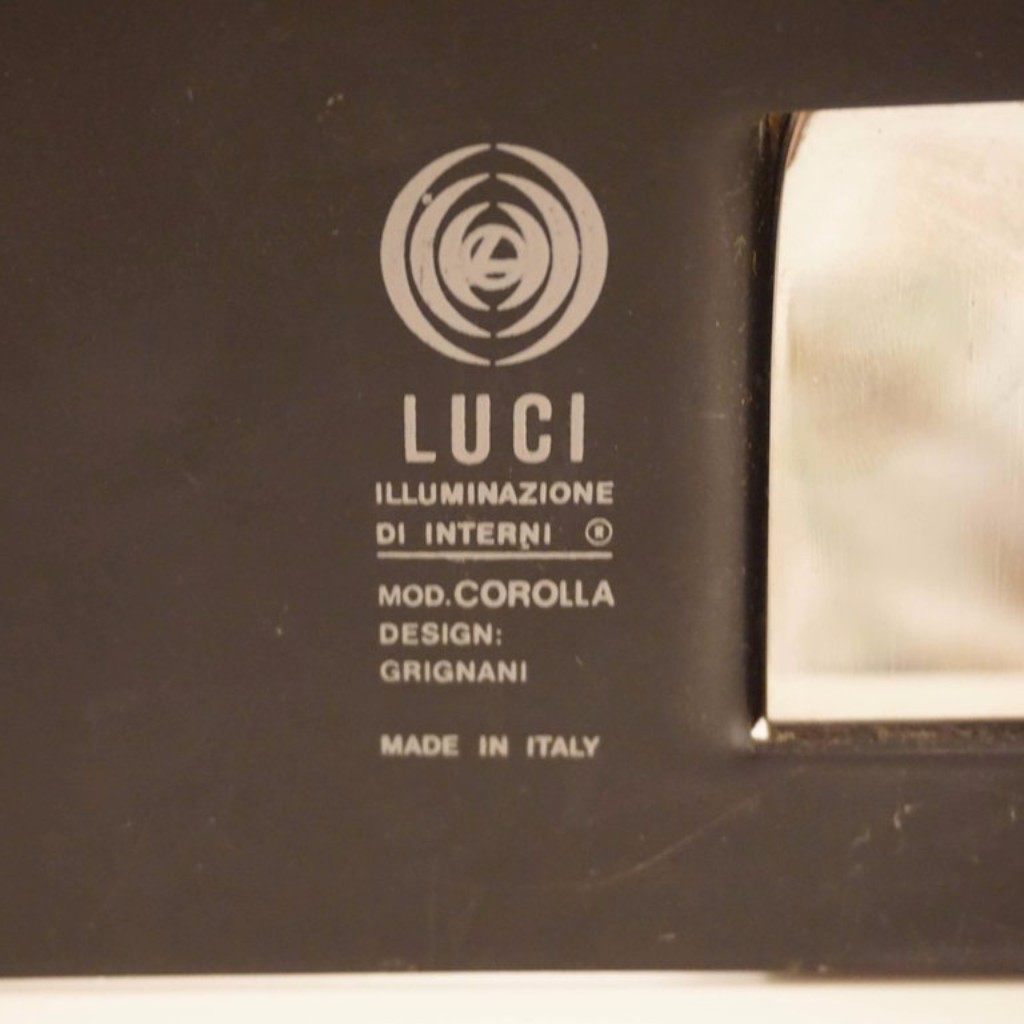 LUCI
ILLUMINAZIONE
DI INTERNI ®
MOD. COROLLA
DESIGN:
GRIGNANI
MADE IN ITALY